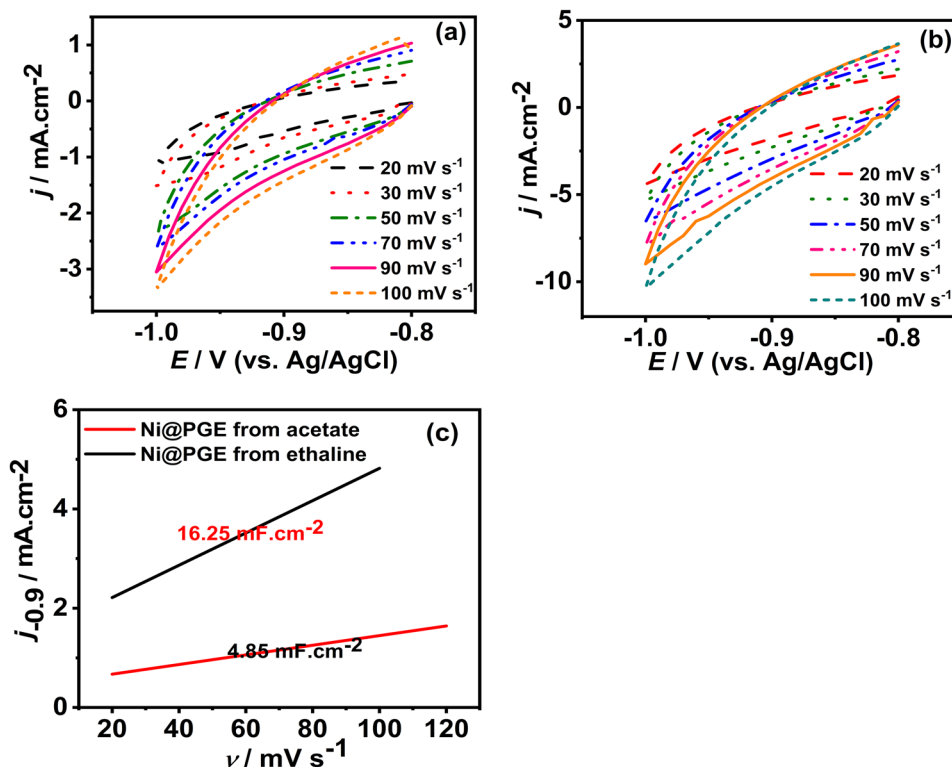 (a)
1
0
-1
-2
-3
j / mA.cm-2
20 mV s-1
30 mV s-1
50 mV s-1
70 mV s-1
90 mV s-1
100 mV s-1
-1.0 -0.9 -0.8
E / V (vs. Ag/AgCl)
(b)
5
0
-5
-10
j / mA.cm-2
20 mV s-1
30 mV s-1
50 mV s-1
70 mV s-1
90 mV s-1
100 mV s-1
-1.0 -0.9 -0.8
E / V (vs. Ag/AgCl)
(c)
6
4
2
0
j-0.9 / mA.cm-2
Ni@PGE from acetate
Ni@PGE from ethaline
16.25 mF.cm-2
4.85 mF.cm-2
20 40 60 80 100 120
ν / mV s-1